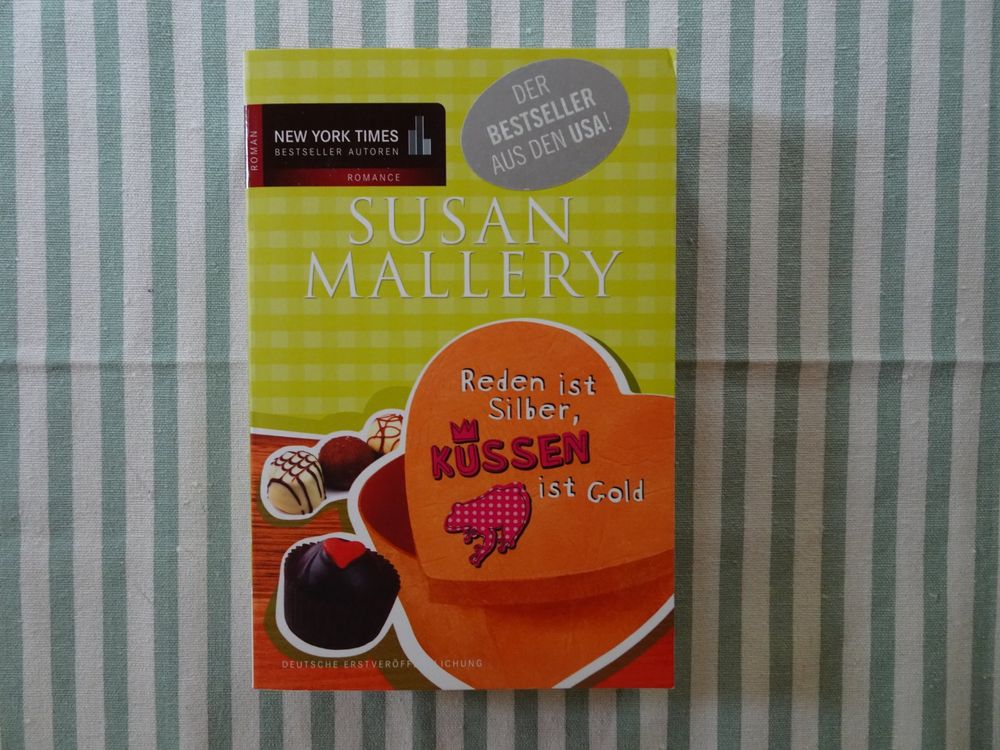 ROMAN
NEW YORK TIMES
BESTSELLER AUTOREN
ROMANCE
DER
BESTSELLER
AUS DEN USA!
SUSAN
MALLERY
Reden ist
Silber,
KÜSSEN
ist Gold
DEUTSCHE ERSTVERÖFFENTLICHUNG